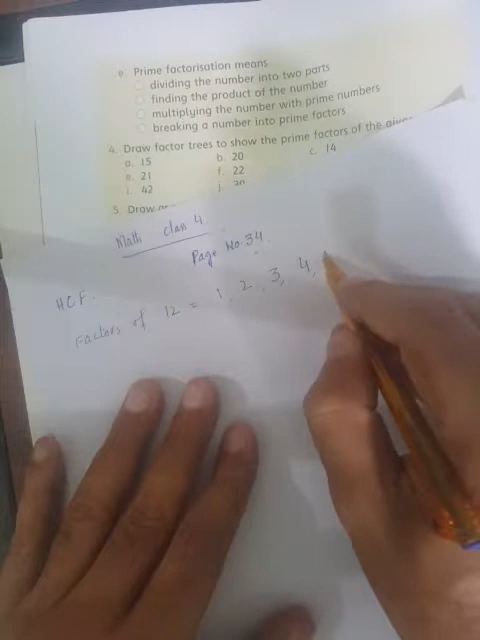 e. Prime factorisation means
dividing the number into two parts
finding the product of the number
multiplying the number with prime numbers
breaking a number into prime factors
4. Draw factor trees to show the prime factors of the
a. 15 b. 20 c. 14
e. 21 f. 22
i. 42 j.
5. Draw
Math class 4.
Page No. 34.
HCF.
Factors of 12 = 1, 2, 3, 4,